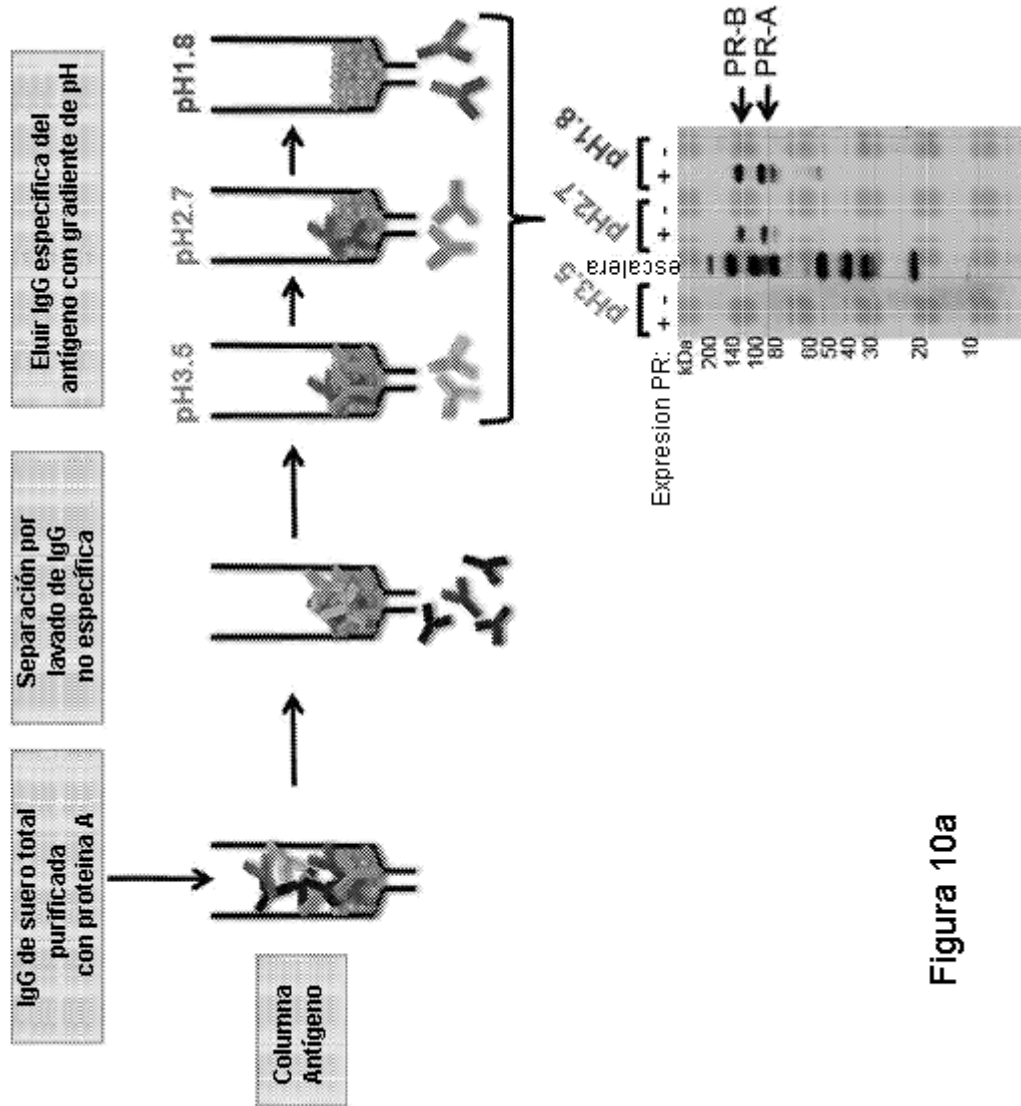 IgG de suero total
purificada
con proteina A
Separación por
lavado de IgG
no específica
Eluir IgG específica del
antígeno con gradiente de pH
Columna
Antígeno
pH3.5
pH2.7
pH1.8
Expresion PR:
pH3.5
escalera
pH2.7
pH1.8
+ - + - + -
kDa
200
140
100
80
60
50
40
30
20
10
PR-B
PR-A
Figura 10a